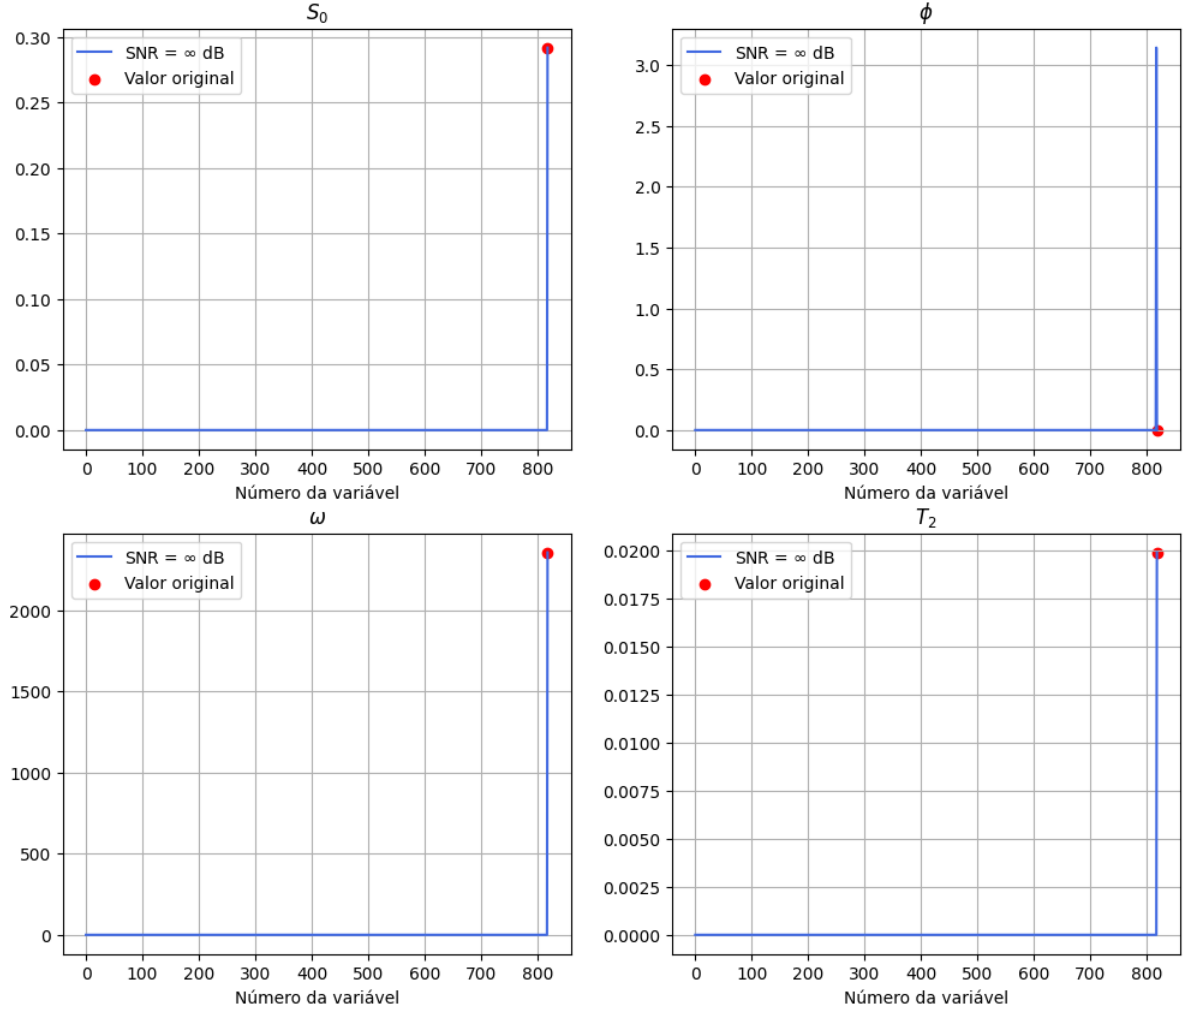 S₀
SNR = ∞ dB
Valor original
0.30
0.25
0.20
0.15
0.10
0.05
0.00
0 100 200 300 400 500 600 700 800
Número da variável
ϕ
SNR = ∞ dB
Valor original
3.0
2.5
2.0
1.5
1.0
0.5
0.0
0 100 200 300 400 500 600 700 800
Número da variável
ω
SNR = ∞ dB
Valor original
2000
1500
1000
500
0
0 100 200 300 400 500 600 700 800
Número da variável
T₂
SNR = ∞ dB
Valor original
0.0200
0.0175
0.0150
0.0125
0.0100
0.0075
0.0050
0.0025
0.0000
0 100 200 300 400 500 600 700 800
Número da variável